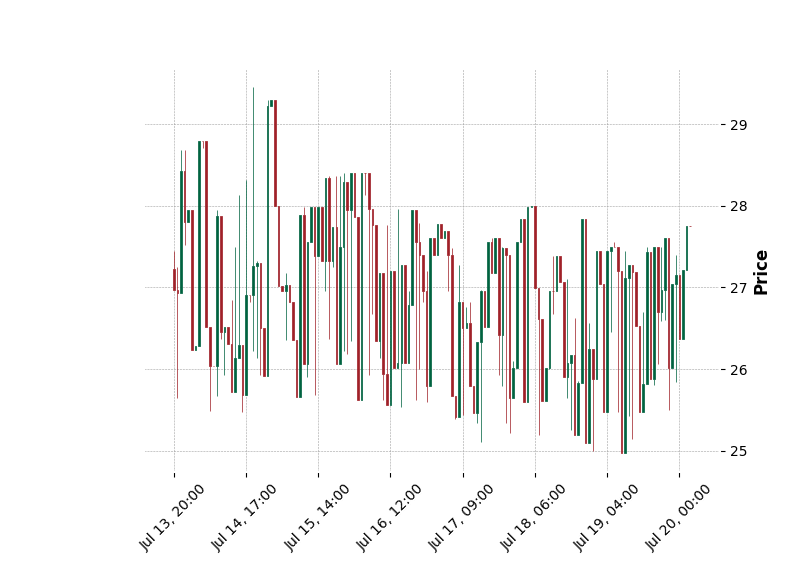 29
28
27
26
25
Price
Jul 13, 20:00
Jul 14, 17:00
Jul 15, 14:00
Jul 16, 12:00
Jul 17, 09:00
Jul 18, 06:00
Jul 19, 04:00
Jul 20, 00:00